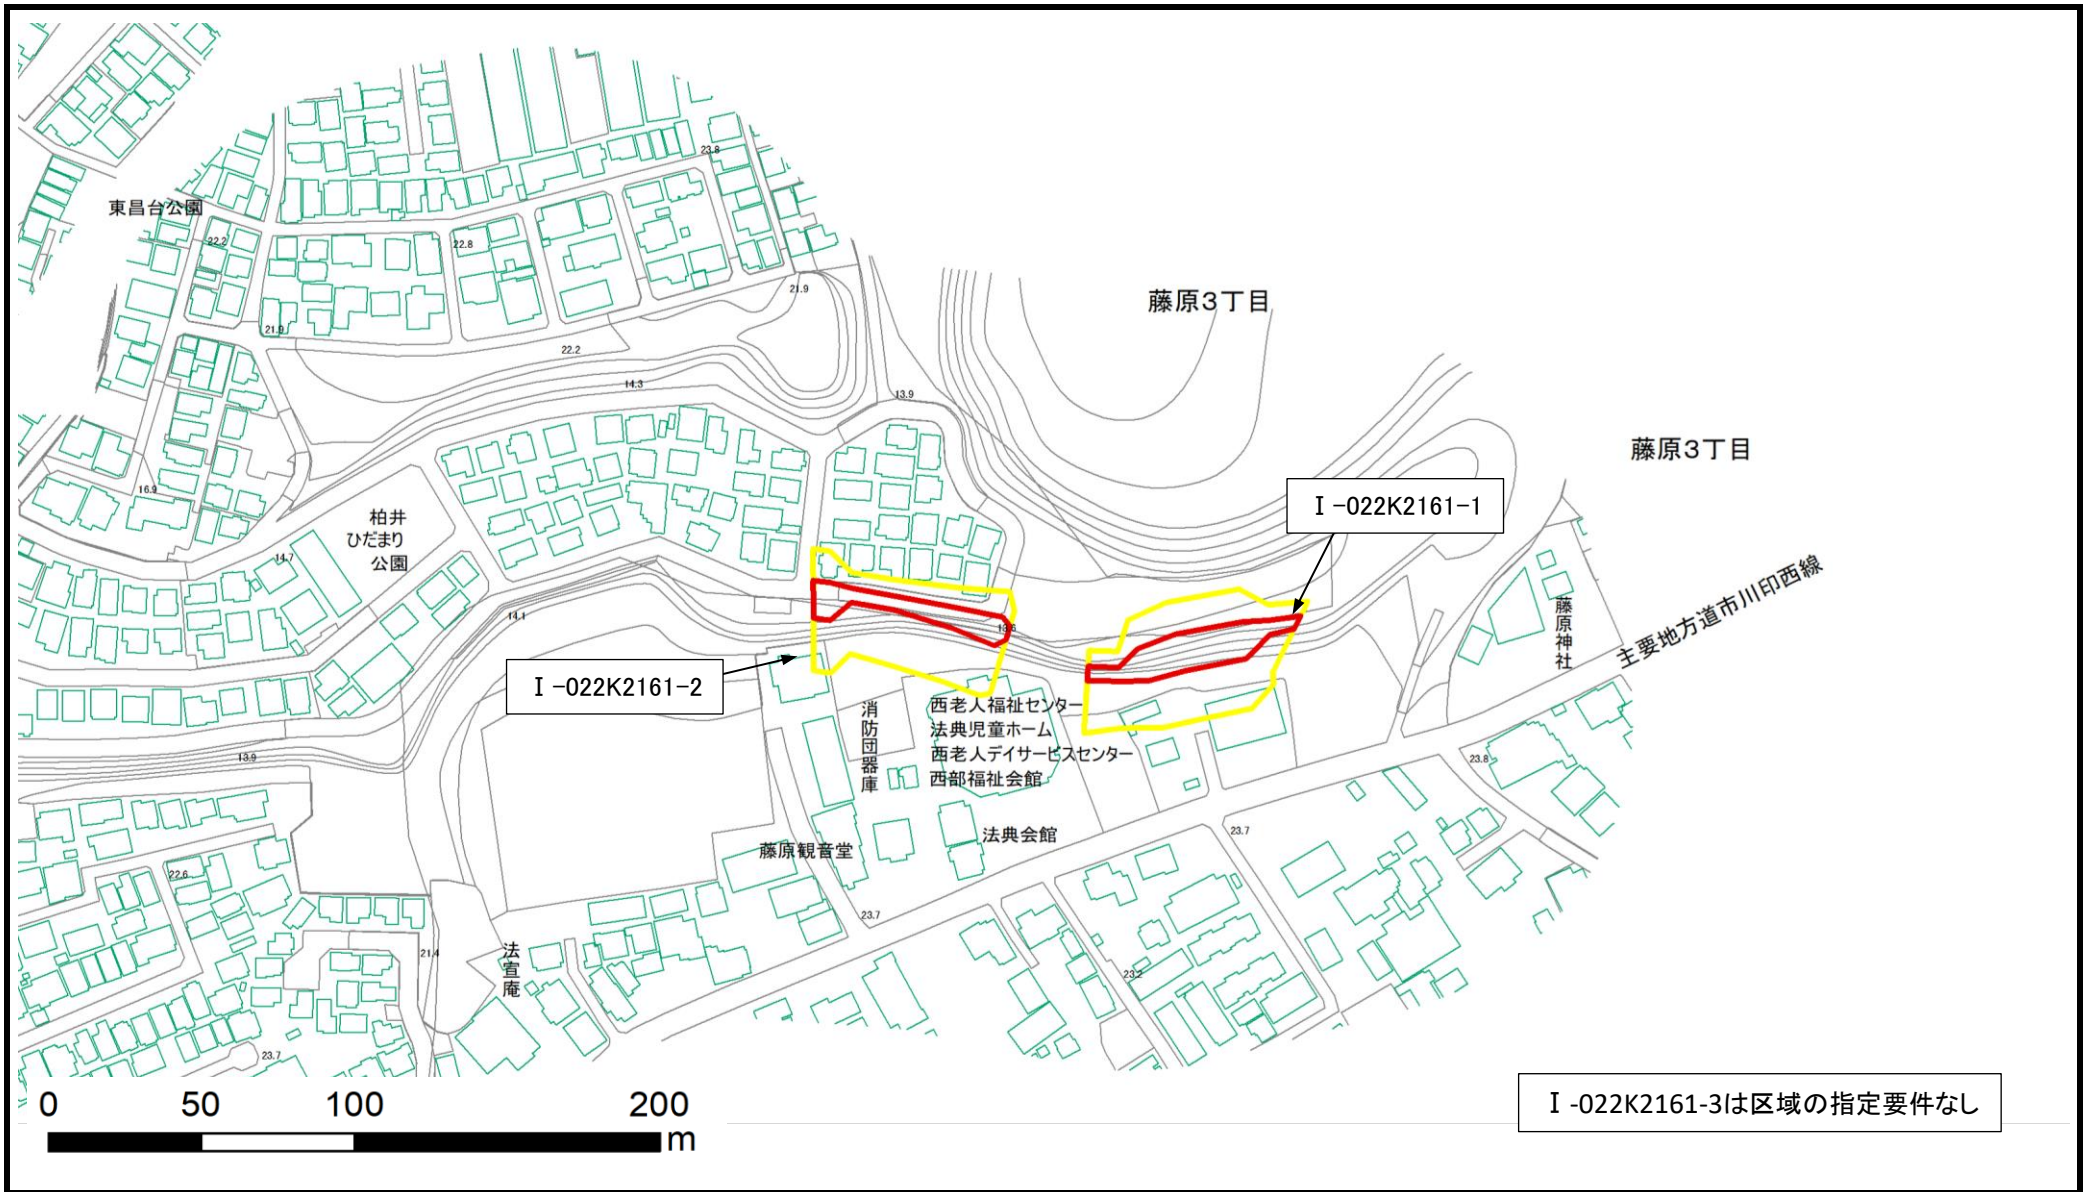 23.8
東昌台公園
22.2
22.8
21.9
藤原3丁目
21.9
22.2
14.3
13.9
藤原3丁目
16.9
Ⅰ-022K2161-1
柏井
ひだまり
公園
14.7
14.1
藤原神社
主要地方道市川印西線
13.6
Ⅰ-022K2161-2
消防団器庫
西老人福祉センター
法典児童ホーム
西老人デイサービスセンター
西部福祉会館
13.9
23.8
23.7
法典会館
藤原観音堂
22.6
23.7
21.4
法宣庵
23.2
23.7
0 50 100 200
m
Ⅰ-022K2161-3は区域の指定要件なし